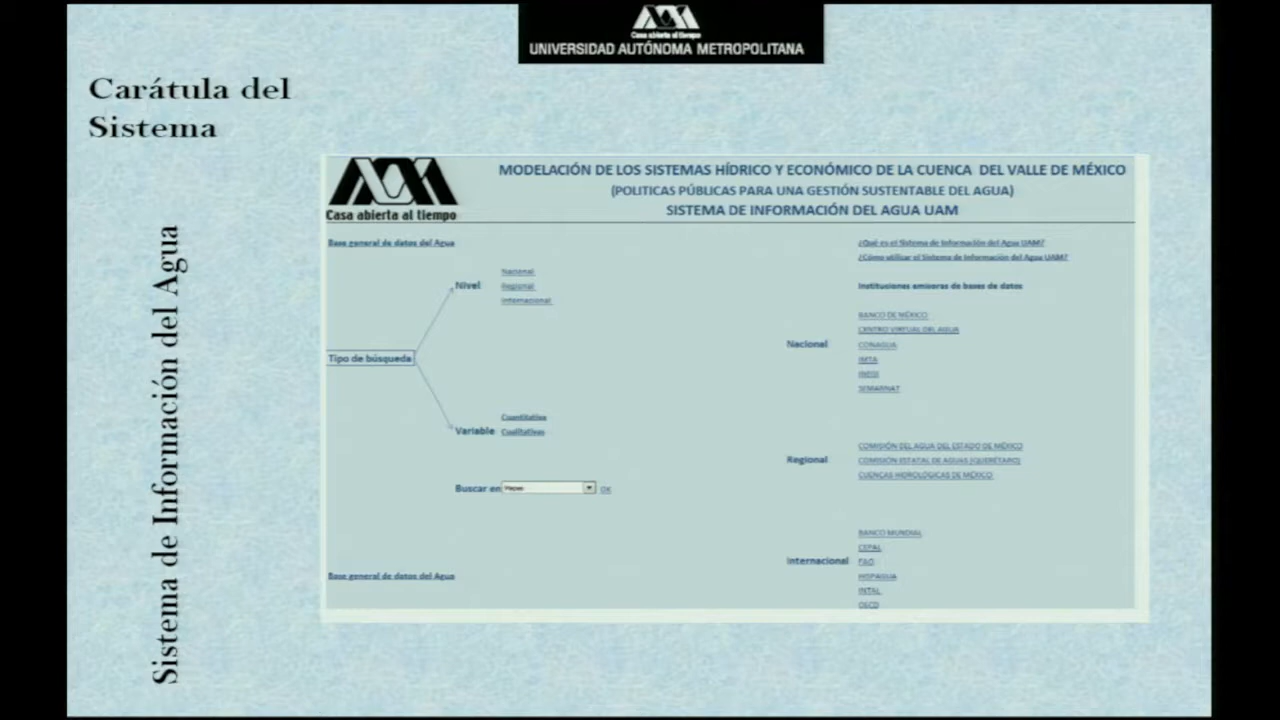 Casa abierta al tiempo
UNIVERSIDAD AUTÓNOMA METROPOLITANA
Carátula del
Sistema
Sistema de Información del Agua
Casa abierta al tiempo
MODELACIÓN DE LOS SISTEMAS HÍDRICO Y ECONÓMICO DE LA CUENCA DEL VALLE DE MÉXICO
(POLITICAS PÚBLICAS PARA UNA GESTIÓN SUSTENTABLE DEL AGUA)
SISTEMA DE INFORMACIÓN DEL AGUA UAM
Base general de datos del Agua
Nivel
Nacional
Regional
Internacional
Tipo de búsqueda
Variable
Cuantitativa
Cualitativas
Buscar en
Mapas
OK
Base general de datos del Agua
¿Qué es el Sistema de Información del Agua UAM?
¿Cómo utilizar el Sistema de Información del Agua UAM?
Instituciones emisoras de bases de datos
Nacional
BANCO DE MÉXICO
CENTRO VIRTUAL DEL AGUA
CONAGUA
IMTA
INEGI
SEMARNAT
Regional
COMISIÓN DEL AGUA DEL ESTADO DE MÉXICO
COMISIÓN ESTATAL DE AGUAS (QUERÉTARO)
CUENCAS HIDROLÓGICAS DE MÉXICO
Internacional
BANCO MUNDIAL
CEPAL
FAO
HISPAGUA
INTAL
OECD